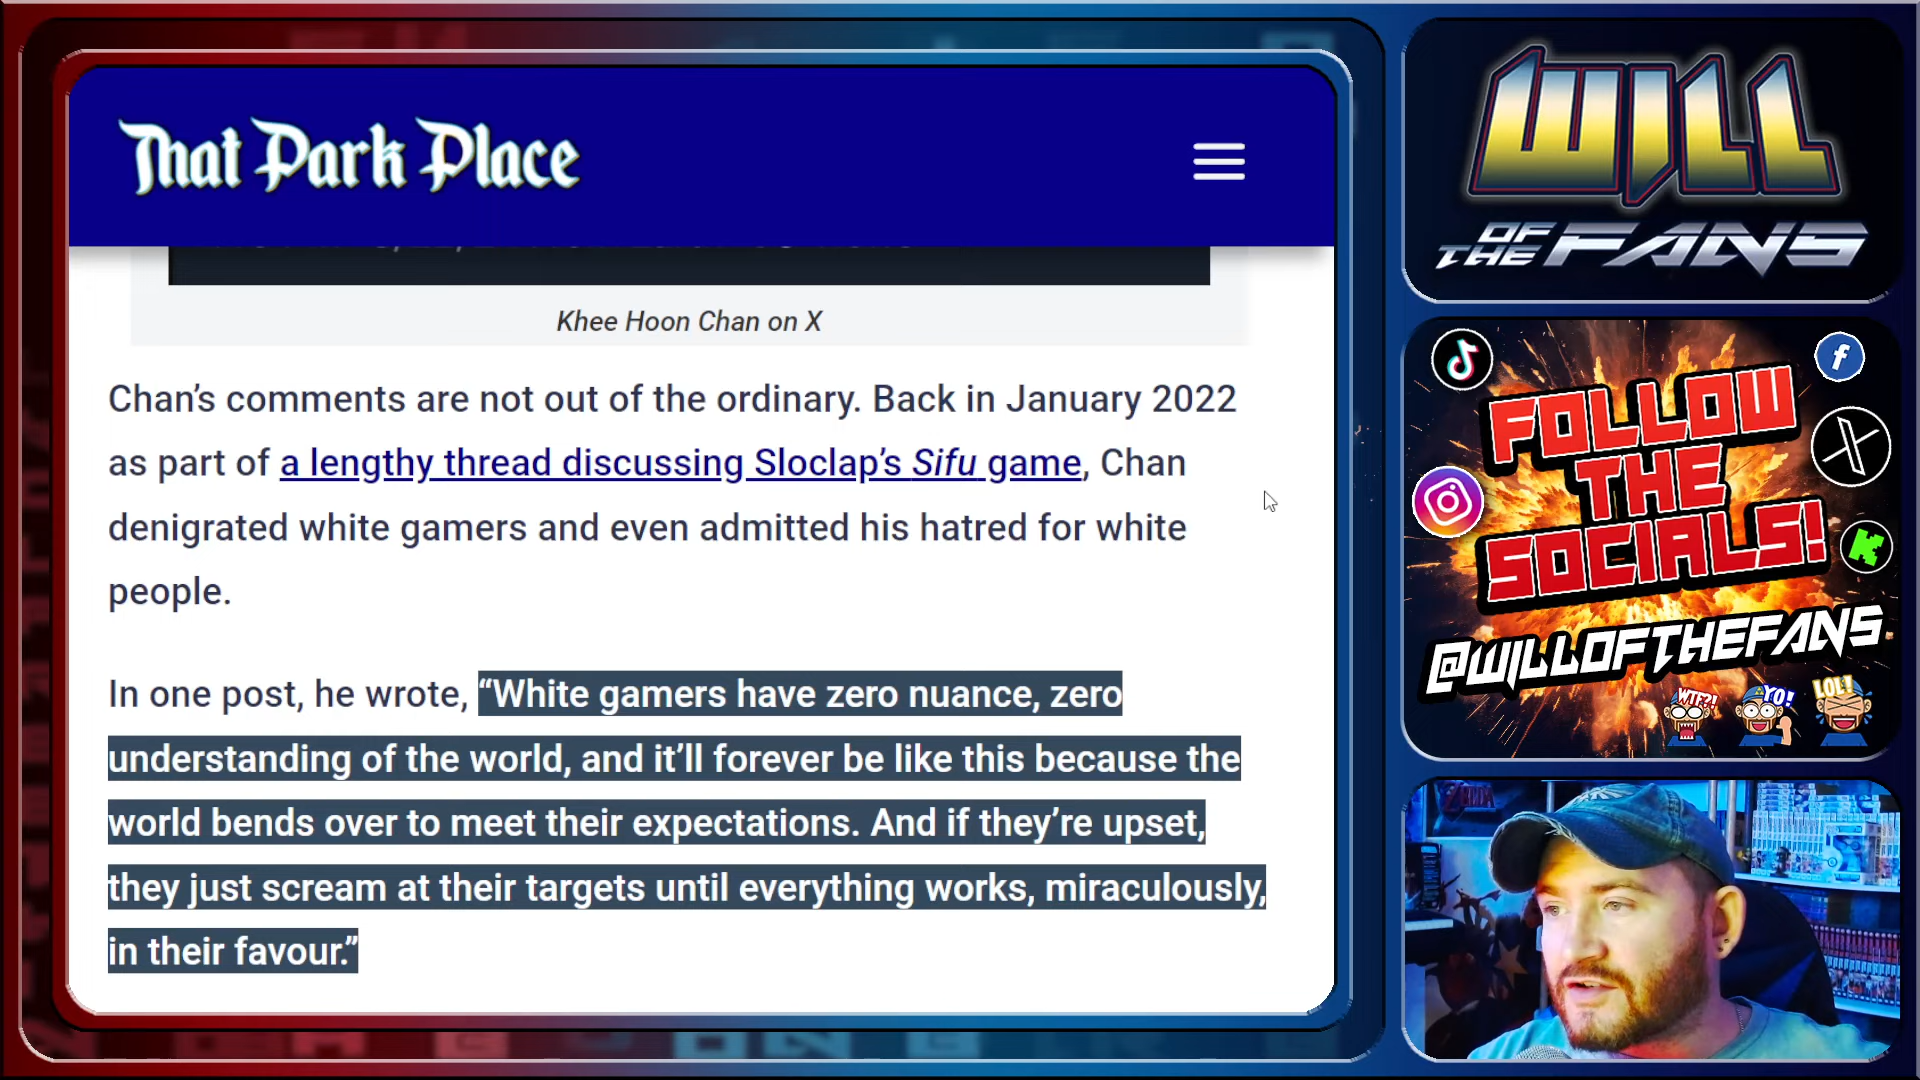 That Park Place
Khee Hoon Chan on X
Chan’s comments are not out of the ordinary. Back in January 2022
as part of a lengthy thread discussing Sloclap’s Sifu game, Chan
denigrated white gamers and even admitted his hatred for white
people.
In one post, he wrote, “White gamers have zero nuance, zero
understanding of the world, and it’ll forever be like this because the
world bends over to meet their expectations. And if they’re upset,
they just scream at their targets until everything works, miraculously,
in their favour.”
WILL
OF THE FANS
FOLLOW
THE
SOCIALS!
@WILLOFTHEFANS
WTF?!
YO!
LOL!